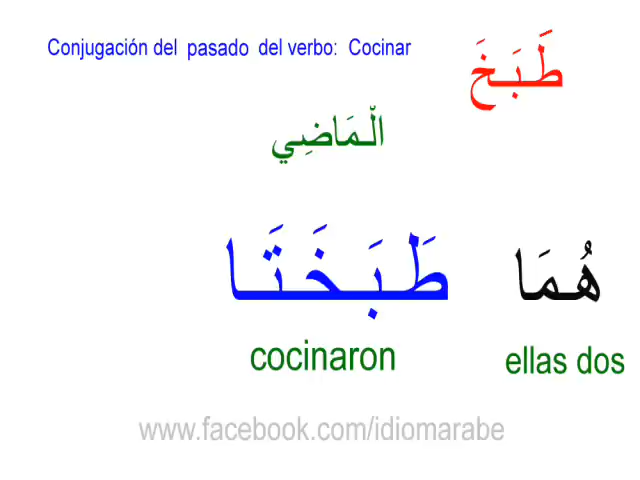 Conjugación del pasado del verbo: Cocinar
طَبَخَ
الْمَاضِي
هُمَا طَبَخَتَا
cocinaron ellas dos
www.facebook.com/idiomarabe